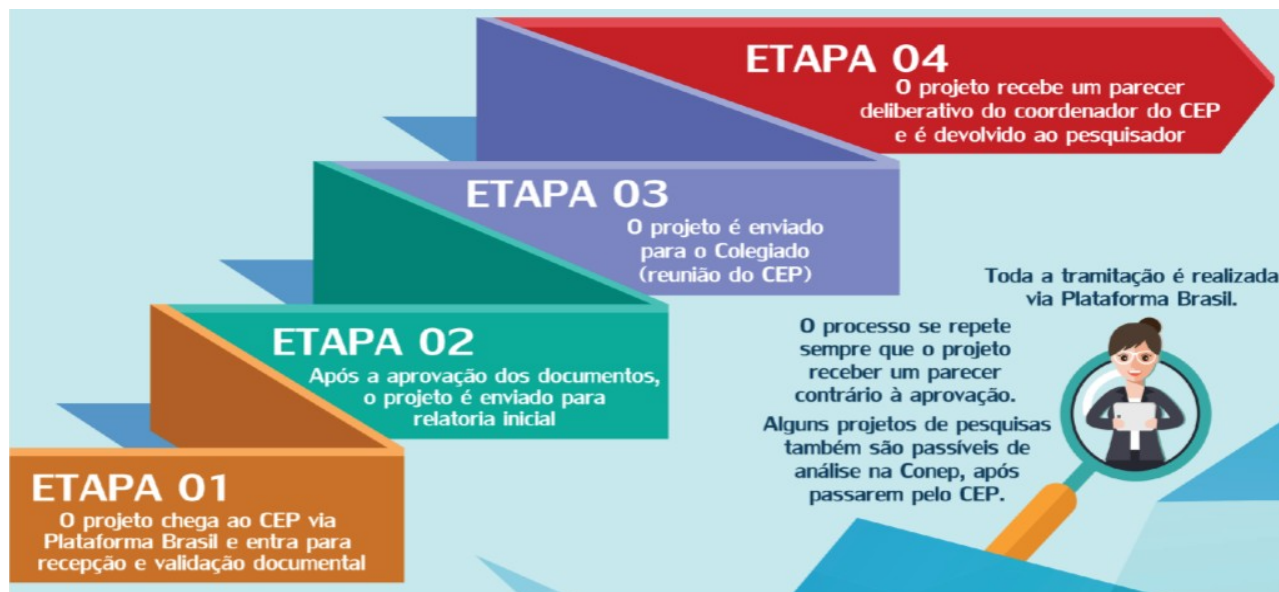 ETAPA 01
O projeto chega ao CEP via
Plataforma Brasil e entra para
recepção e validação documental
ETAPA 02
Após a aprovação dos documentos,
o projeto é enviado para
relatoria inicial
ETAPA 03
O projeto é enviado
para o Colegiado
(reunião do CEP)
ETAPA 04
O projeto recebe um parecer
deliberativo do coordenador do CEP
e é devolvido ao pesquisador
Toda a tramitação é realizada
via Plataforma Brasil.
O processo se repete
sempre que o projeto
receber um parecer
contrário à aprovação.
Alguns projetos de pesquisas
também são passíveis de
análise na Conep, após
passarem pelo CEP.